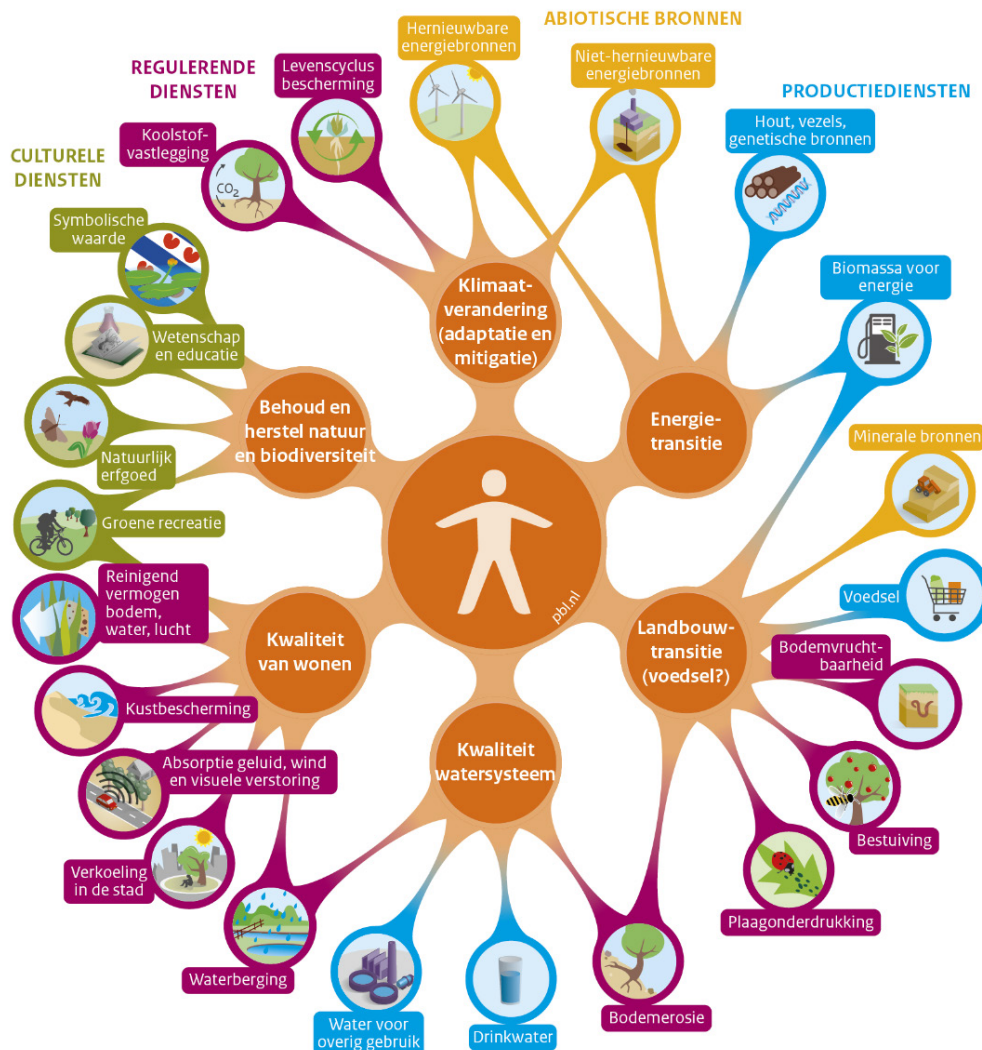 ABIOTISCHE BRONNEN
Hernieuwbare
energiebronnen
Niet-hernieuwbare
energiebronnen
REGULERENDE
DIENSTEN
Levenscyclus
bescherming
Koolstof-
vastlegging
CO2
PRODUCTIEDIENSTEN
Hout, vezels,
genetische bronnen
Biomassa voor
energie
CULTURELE
DIENSTEN
Symbolische
waarde
Wetenschap
en educatie
Natuurlijk
erfgoed
Groene recreatie
Klimaat-
verandering
(adaptatie en
mitigatie)
Behoud en
herstel natuur
en biodiversiteit
Energie-
transitie
Minerale bronnen
Voedsel
pbl.nl
Reinigend
vermogen
bodem,
water, lucht
Kwaliteit
van wonen
Landbouw-
transitie
(voedsel?)
Bodemvrucht-
baarheid
Kustbescherming
Absorptie geluid, wind
en visuele verstoring
Kwaliteit
watersysteem
Verkoeling
in de stad
Bestuiving
Plaagonderdrukking
Waterberging
Water voor
overig gebruik
Drinkwater
Bodemerosie